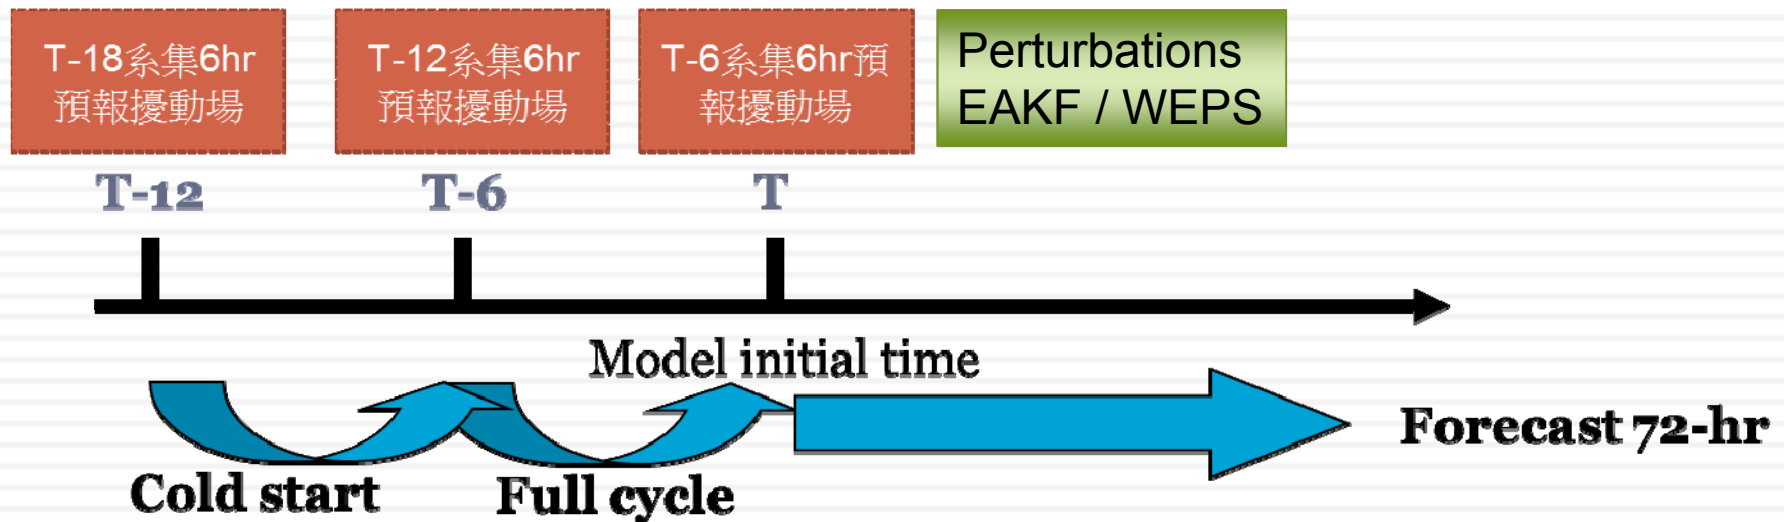 T-18系集6hr
預報擾動場
T-12系集6hr
預報擾動場
T-6系集6hr預
報擾動場
Perturbations
EAKF / WEPS
T-12
T-6
T
Model initial time
Forecast 72-hr
Cold start
Full cycle